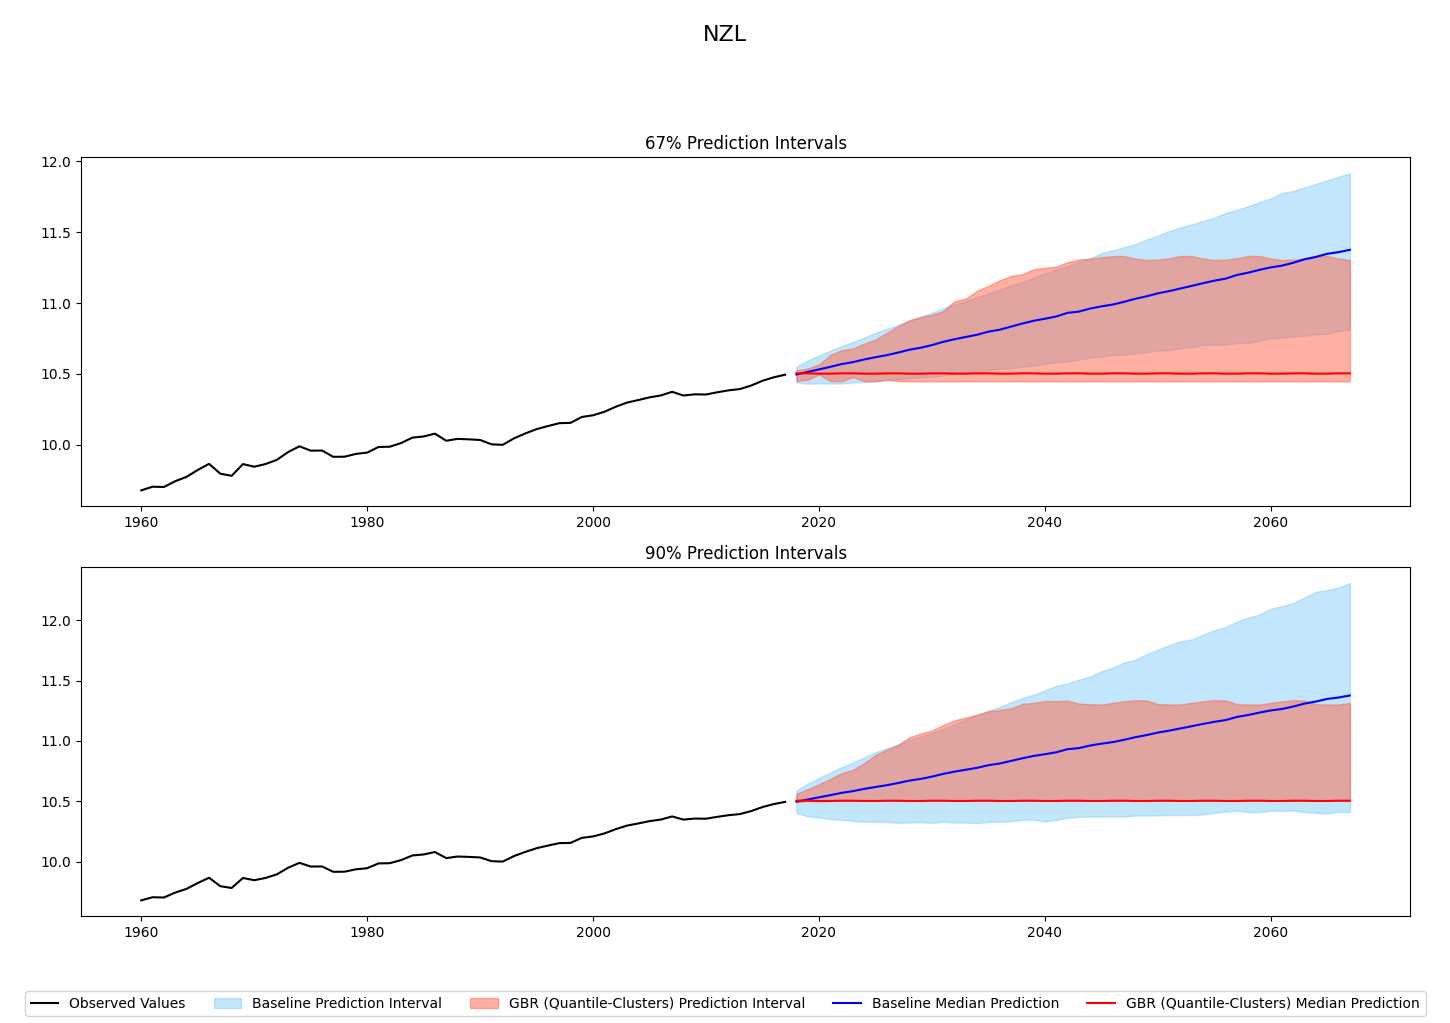 NZL
67% Prediction Intervals
12.0
11.5
11.0
10.5
10.0
1960 1980 2000 2020 2040 2060
90% Prediction Intervals
12.0
11.5
11.0
10.5
10.0
1960 1980 2000 2020 2040 2060
Observed Values Baseline Prediction Interval GBR (Quantile-Clusters) Prediction Interval Baseline Median Prediction GBR (Quantile-Clusters) Median Prediction